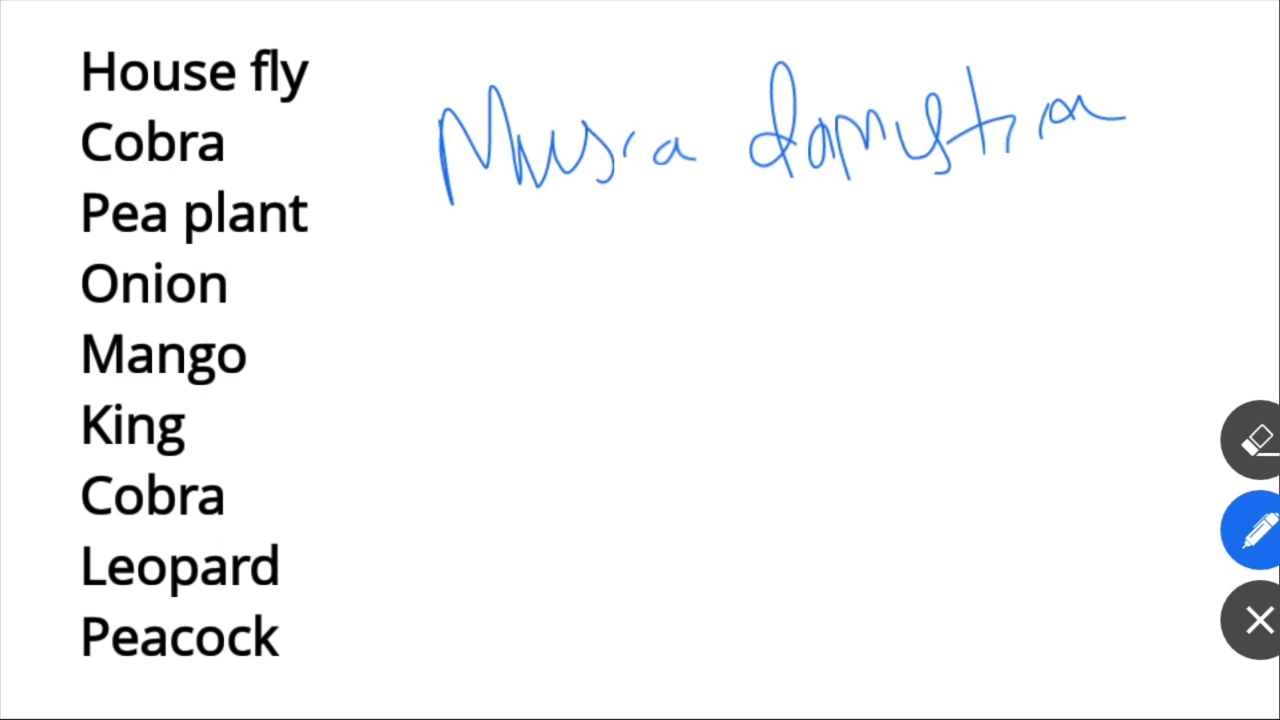 House fly
Musca domestica
Cobra
Pea plant
Onion
Mango
King
Cobra
Leopard
Peacock